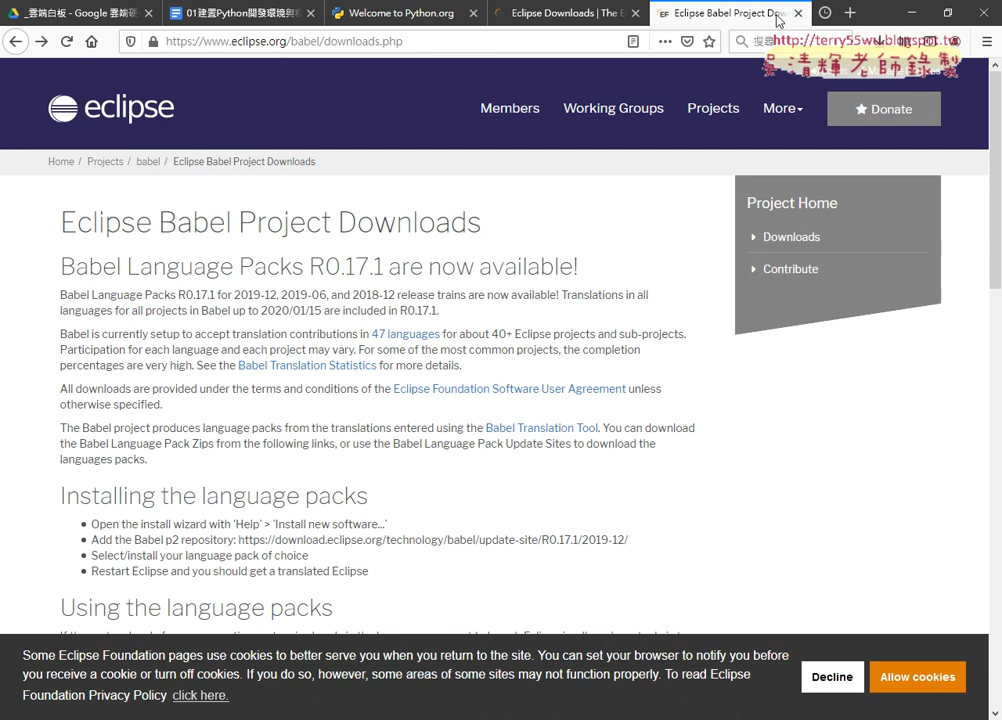 _雲端白板 - Google 雲端硬
01建置Python開發環境與程
Welcome to Python.org
Eclipse Downloads | The E
Eclipse Babel Project Dow
https://www.eclipse.org/babel/downloads.php
搜尋
http://terry55wu.blogspot.tw
吳清輝老師錄製
eclipse
Members
Working Groups
Projects
More
Donate
Home / Projects / babel / Eclipse Babel Project Downloads
Eclipse Babel Project Downloads
Babel Language Packs R0.17.1 are now available!
Babel Language Packs R0.17.1 for 2019-12, 2019-06, and 2018-12 release trains are now available! Translations in all
languages for all projects in Babel up to 2020/01/15 are included in R0.17.1.
Babel is currently setup to accept translation contributions in 47 languages for about 40+ Eclipse projects and sub-projects.
Participation for each language and each project may vary. For some of the most common projects, the completion
percentages are very high. See the Babel Translation Statistics for more details.
All downloads are provided under the terms and conditions of the Eclipse Foundation Software User Agreement unless
otherwise specified.
The Babel project produces language packs from the translations entered using the Babel Translation Tool. You can download
the Babel Language Pack Zips from the following links, or use the Babel Language Pack Update Sites to download the
languages packs.
Installing the language packs
Open the install wizard with 'Help' > 'Install new software...'
Add the Babel p2 repository: https://download.eclipse.org/technology/babel/update-site/R0.17.1/2019-12/
Select/install your language pack of choice
Restart Eclipse and you should get a translated Eclipse
Using the language packs
Project Home
Downloads
Contribute
Some Eclipse Foundation pages use cookies to better serve you when you return to the site. You can set your browser to notify you before
you receive a cookie or turn off cookies. If you do so, however, some areas of some sites may not function properly. To read Eclipse
Foundation Privacy Policy click here.
Decline
Allow cookies